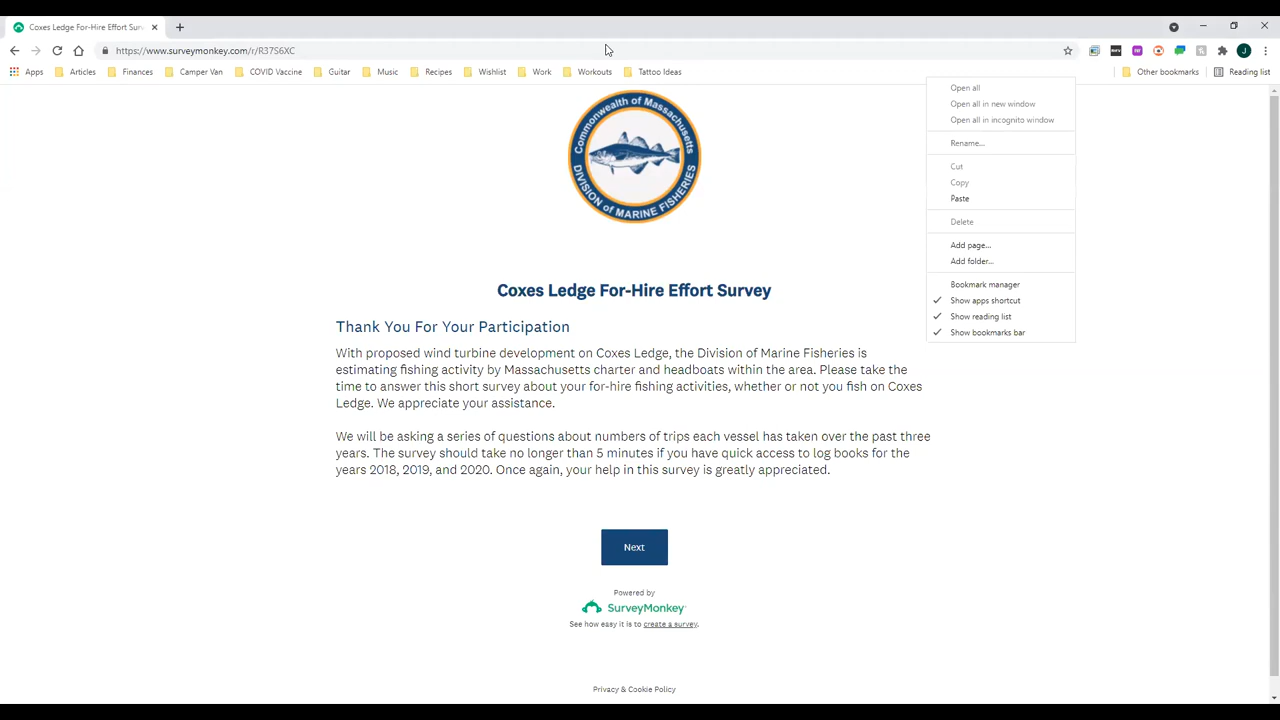 Coxes Ledge For-Hire Effort Surv
https://www.surveymonkey.com/r/R37S6XC
Apps Articles Finances Camper Van COVID Vaccine Guitar Music Recipes Wishlist Work Workouts Tattoo Ideas Other bookmarks Reading list
Open all
Open all in new window
Open all in incognito window
Rename...
Cut
Copy
Paste
Delete
Add page...
Add folder...
Bookmark manager
Show apps shortcut
Show reading list
Show bookmarks bar
Commonwealth of Massachusetts
DIVISION of MARINE FISHERIES
Coxes Ledge For-Hire Effort Survey
Thank You For Your Participation
With proposed wind turbine development on Coxes Ledge, the Division of Marine Fisheries is
estimating fishing activity by Massachusetts charter and headboats within the area. Please take the
time to answer this short survey about your for-hire fishing activities, whether or not you fish on Coxes
Ledge. We appreciate your assistance.
We will be asking a series of questions about numbers of trips each vessel has taken over the past three
years. The survey should take no longer than 5 minutes if you have quick access to log books for the
years 2018, 2019, and 2020. Once again, your help in this survey is greatly appreciated.
Next
Powered by
SurveyMonkey
See how easy it is to create a survey.
Privacy & Cookie Policy